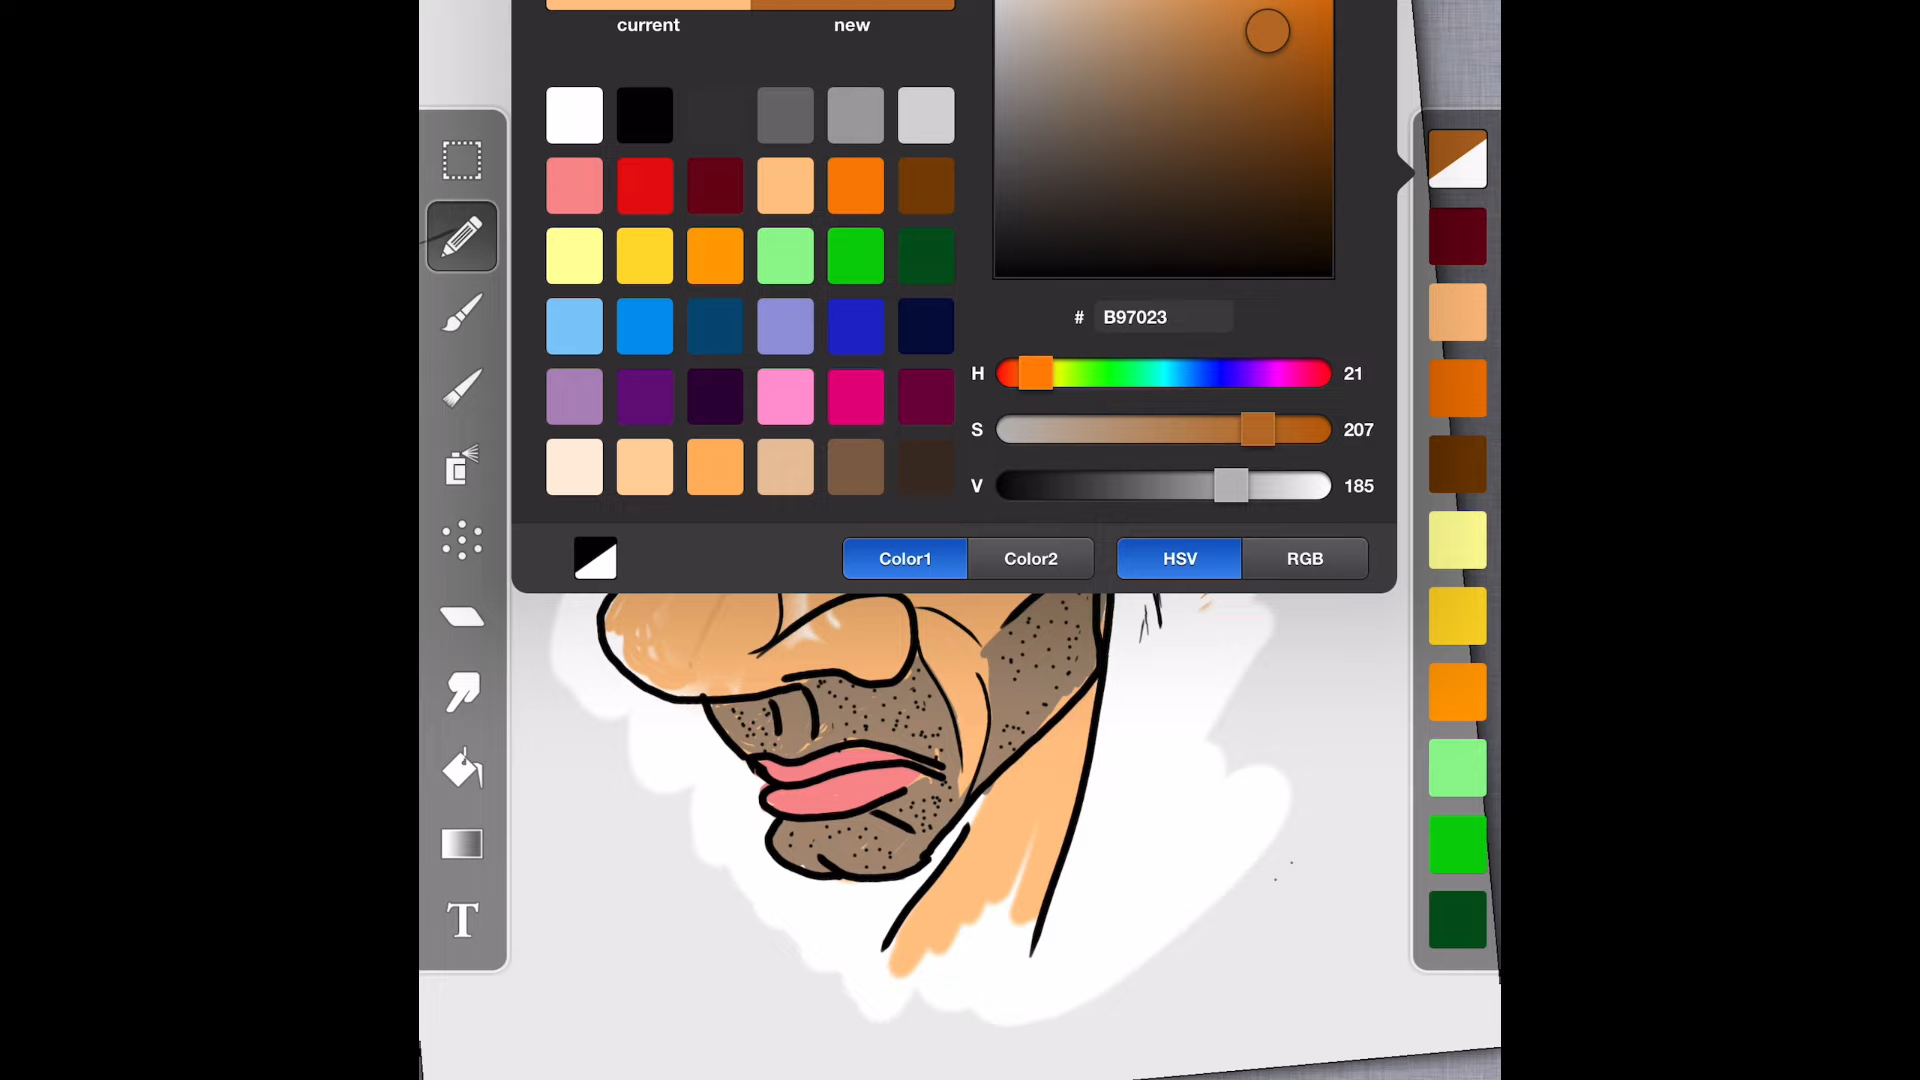 current new
# B97023
H 21
S 207
V 185
Color1 Color2 HSV RGB
T